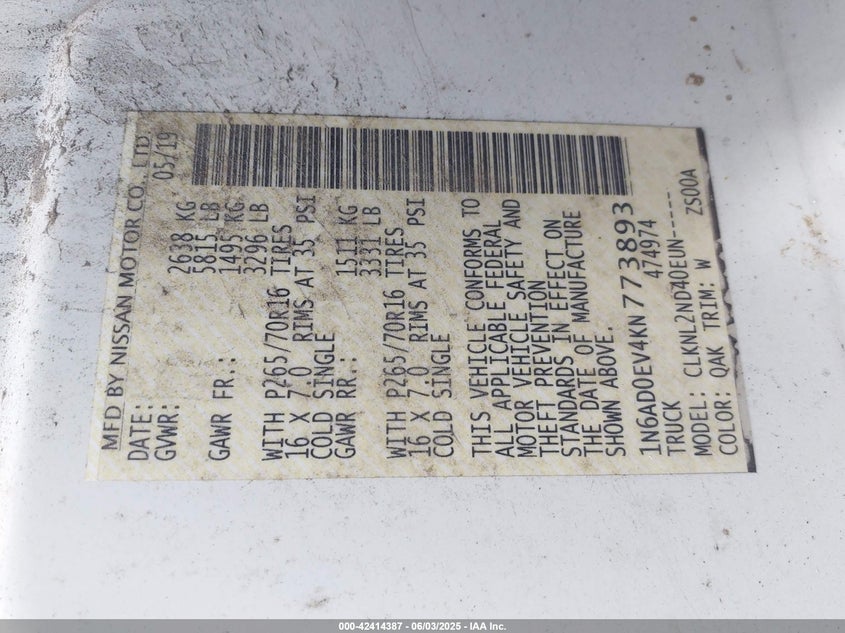 MFD BY NISSAN MOTOR CO., LTD.
DATE: 05/19
GVWR: 2638 KG
5815 LB
GAWR FR.: 1495 KG
3296 LB
WITH P265/70R16 TIRES
16 X 7.0 RIMS AT 35 PSI
COLD SINGLE
GAWR RR.: 1511 KG
3331 LB
WITH P265/70R16 TIRES
16 X 7.0 RIMS AT 35 PSI
COLD SINGLE
THIS VEHICLE CONFORMS TO
ALL APPLICABLE FEDERAL
MOTOR VEHICLE SAFETY AND
THEFT PREVENTION
STANDARDS IN EFFECT ON
THE DATE OF MANUFACTURE
SHOWN ABOVE.
1N6AD0EV4KN773893
TRUCK 474974
MODEL: CLKNL2ND40EUN-----
COLOR: QAK TRIM: W ZS00A
000-42414387 - 06/03/2025 - IAA Inc.